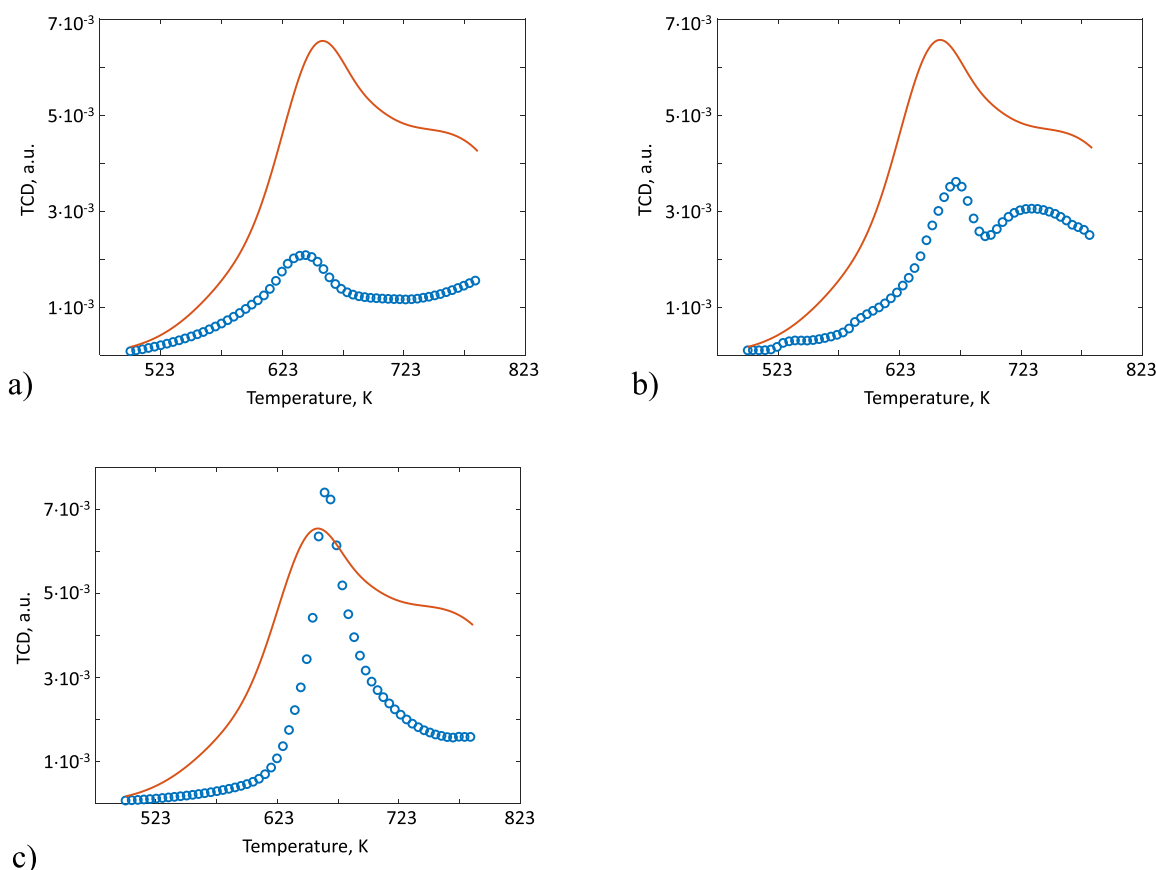 7·10-3
5·10-3
3·10-3
1·10-3
TCD, a.u.
523 623 723 823
Temperature, K
a)
7·10-3
5·10-3
3·10-3
1·10-3
TCD, a.u.
523 623 723 823
Temperature, K
b)
7·10-3
5·10-3
3·10-3
1·10-3
TCD, a.u.
523 623 723 823
Temperature, K
c)